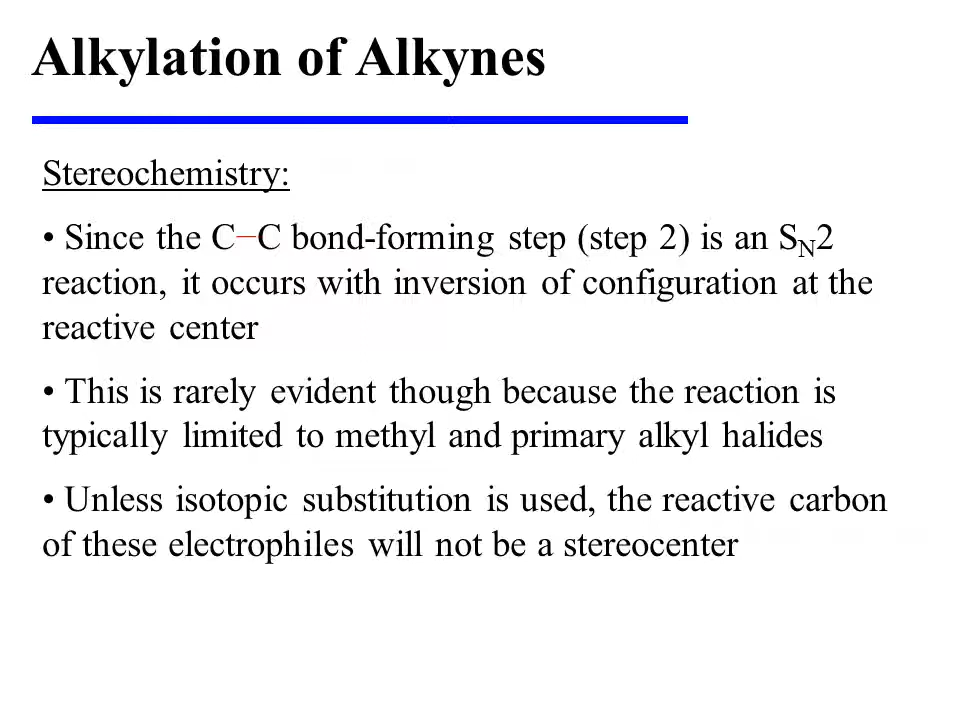 Alkylation of Alkynes
Stereochemistry:
• Since the C−C bond-forming step (step 2) is an SN2
reaction, it occurs with inversion of configuration at the
reactive center
• This is rarely evident though because the reaction is
typically limited to methyl and primary alkyl halides
• Unless isotopic substitution is used, the reactive carbon
of these electrophiles will not be a stereocenter